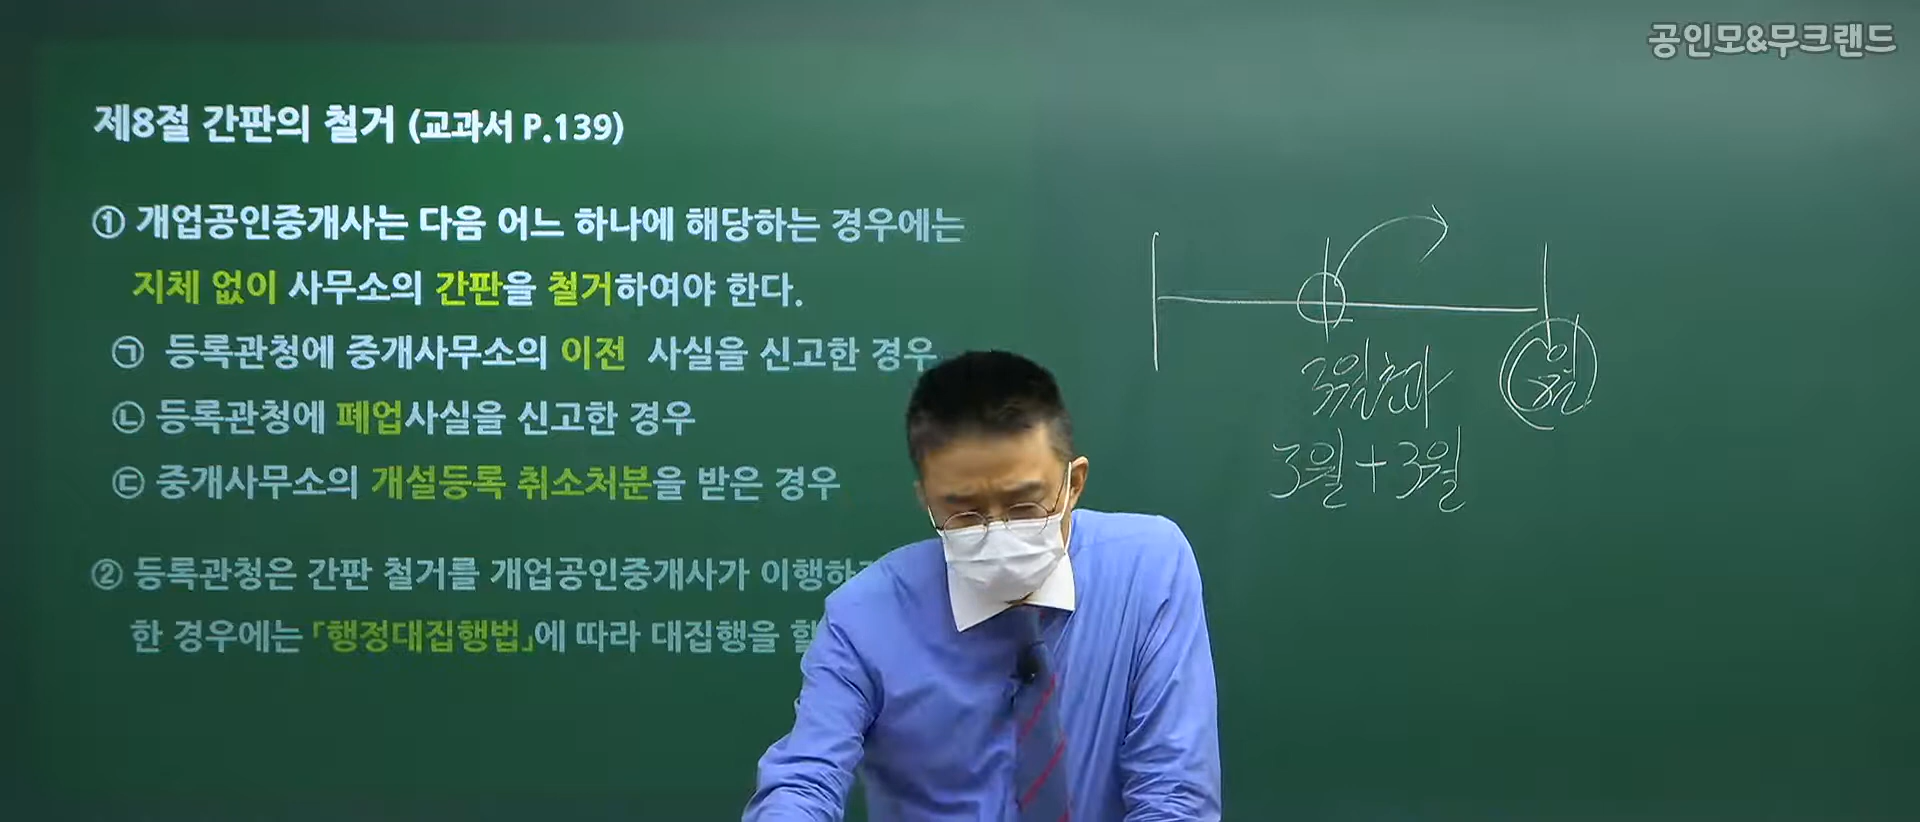 공인모&무크랜드
제8절 간판의 철거 (교과서 P.139)
① 개업공인중개사는 다음 어느 하나에 해당하는 경우에는
지체 없이 사무소의 간판을 철거하여야 한다.
㉠ 등록관청에 중개사무소의 이전 사실을 신고한 경우
㉡ 등록관청에 폐업사실을 신고한 경우
㉢ 중개사무소의 개설등록 취소처분을 받은 경우
② 등록관청은 간판 철거를 개업공인중개사가 이행하
한 경우에는 「행정대집행법」에 따라 대집행을 할
3월초과
3월+3월